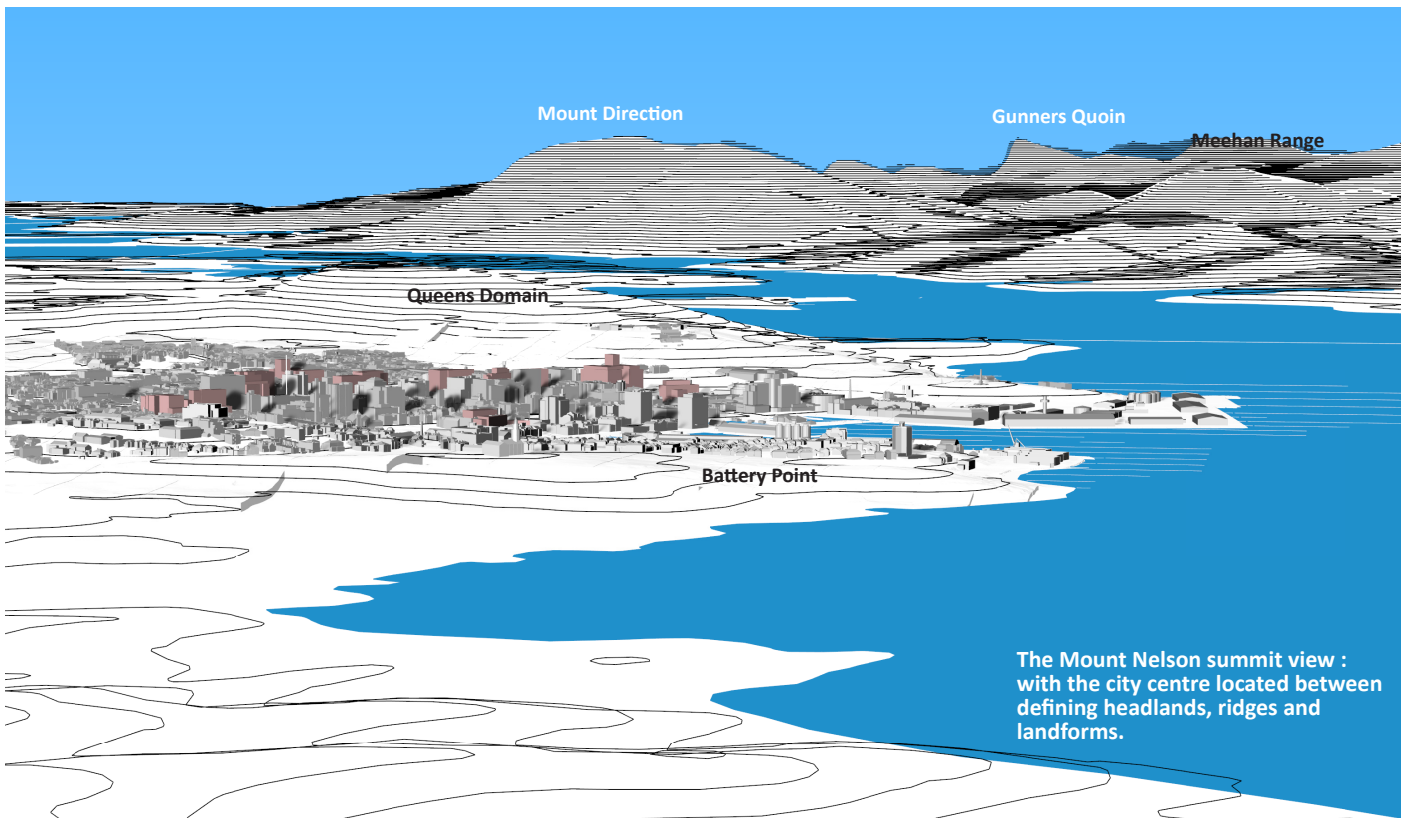 Mount Direction
Gunners Quoin
Meehan Range
Queens Domain
Battery Point
The Mount Nelson summit view :
with the city centre located between
defining headlands, ridges and
landforms.